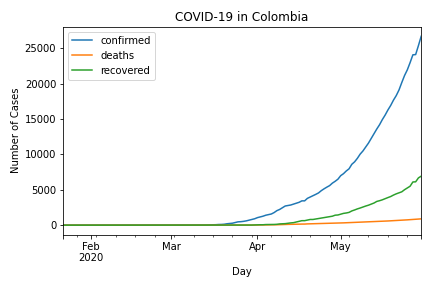 COVID-19 in Colombia
confirmed
deaths
recovered
Number of Cases
25000
20000
15000
10000
5000
0
Feb
2020
Mar
Apr
May
Day